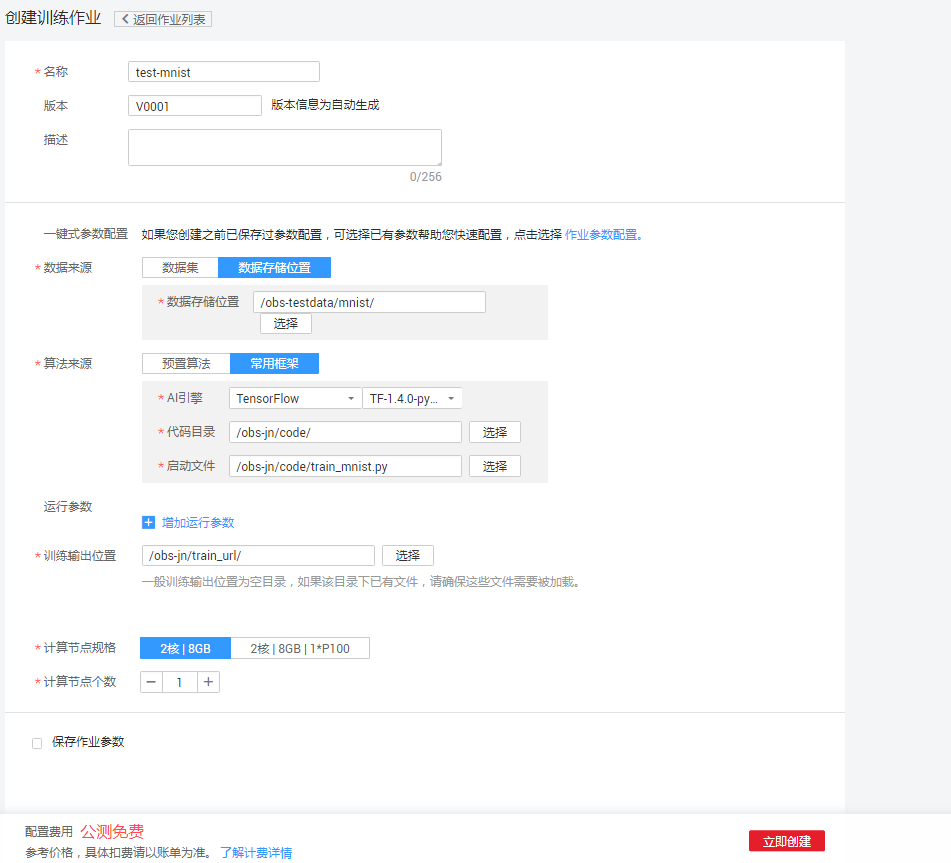 创建训练作业 返回作业列表
* 名称 test-mnist
版本 V0001 版本信息为自动生成
描述
0/256
一键式参数配置 如果您创建之前已保存过参数配置，可选择已有参数帮助您快速配置，点击选择 作业参数配置。
* 数据来源 数据集 数据存储位置
* 数据存储位置 /obs-testdata/mnist/
选择
* 算法来源 预置算法 常用框架
* AI引擎 TensorFlow TF-1.4.0-py...
* 代码目录 /obs-jn/code/ 选择
* 启动文件 /obs-jn/code/train_mnist.py 选择
运行参数
增加运行参数
* 训练输出位置 /obs-jn/train_url/ 选择
一般训练输出位置为空目录，如果该目录下已有文件，请确保这些文件需要被加载。
* 计算节点规格 2核 | 8GB 2核 | 8GB | 1*P100
* 计算节点个数 − 1 +
保存作业参数
配置费用 公测免费
参考价格，具体扣费请以账单为准。 了解计费详情
立即创建